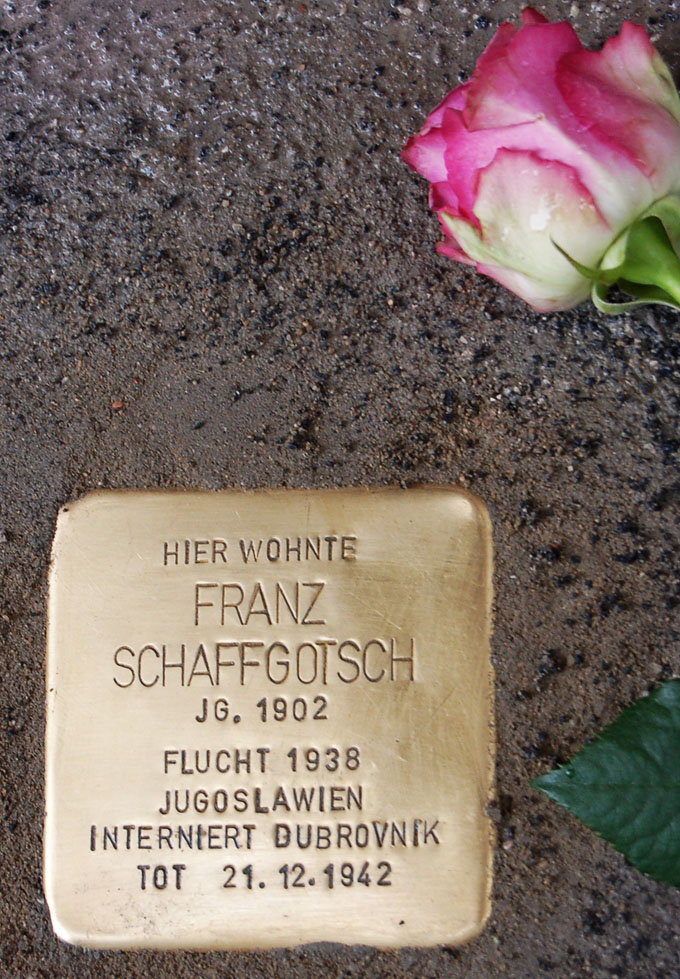 HIER WOHNTE
FRANZ
SCHAFFGOTSCH
JG. 1902
FLUCHT 1938
JUGOSLAWIEN
INTERNIERT DUBROVNIK
TOT 21.12.1942